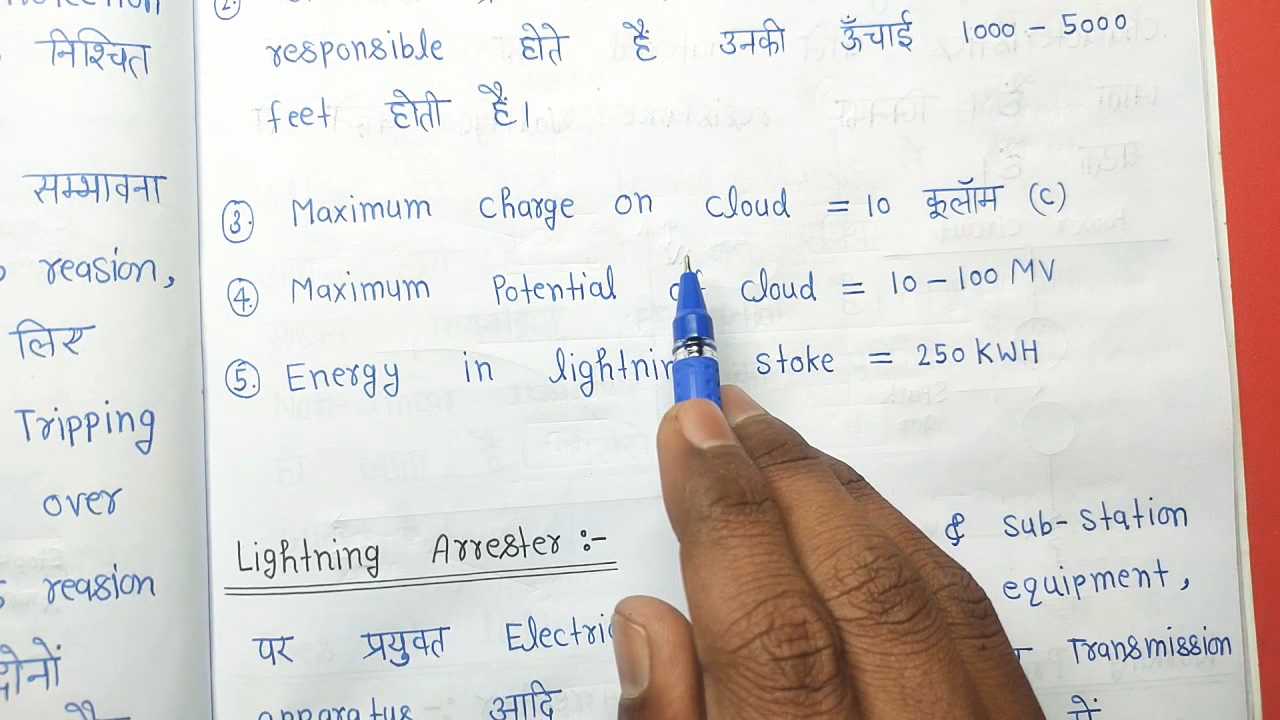 निश्चित
सम्भावना
reasion,
लिए
Tripping
over
reasion
दोनों
2.
responsible होते हैं उनकी ऊँचाई 1000 - 5000
feet होती है।
3. Maximum charge on cloud = 10 कूलॉम (C)
4. Maximum Potential of cloud = 10 - 100 MV
5. Energy in lightning stoke = 250 KWH
Lightning Arrester :-
& Sub-station
पर प्रयुक्त Electric equipment,
Transmission
apparatus आदि में